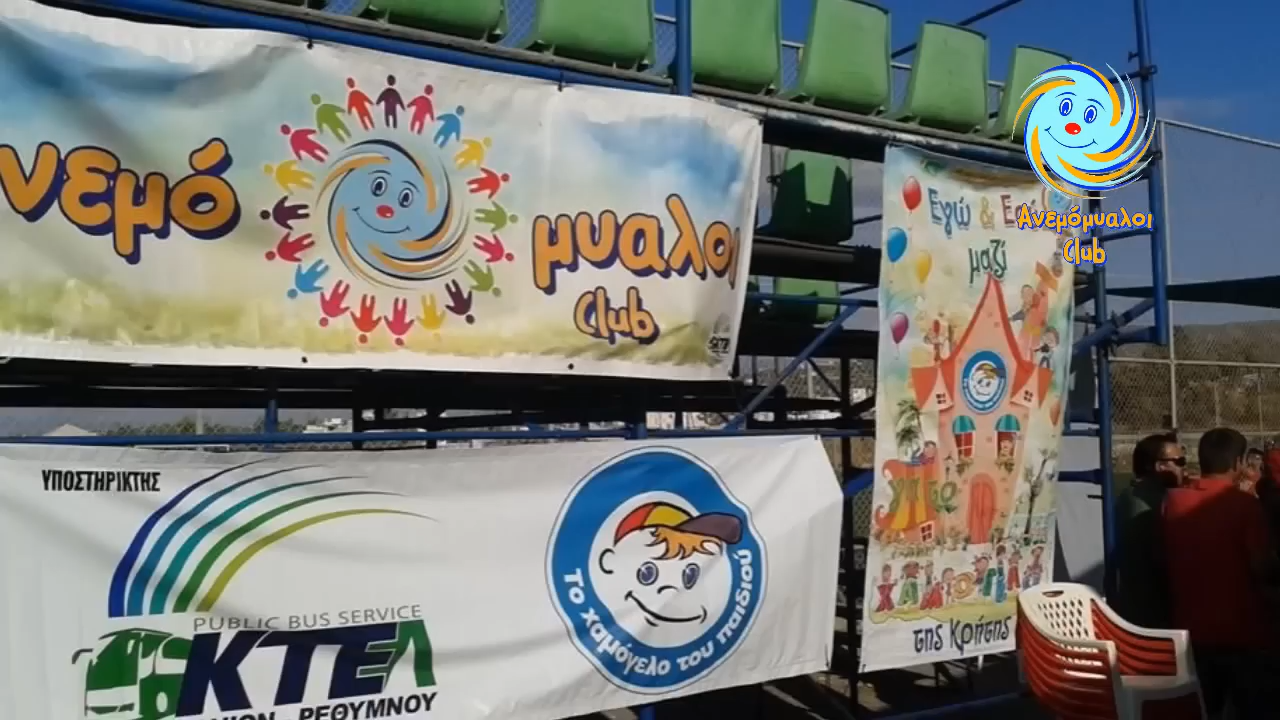 νεμό
μυαλοι
Club
Εγώ & Ε
μαζί
Ανεμόμυαλοι
Club
ΥΠΟΣΤΗΡΙΚΤΗΣ
PUBLIC BUS SERVICE
ΚΤΕΛ
ΝΙΩΝ - ΡΕΘΥΜΝΟΥ
Το χαμόγελο του παιδιού
της Κρήτης